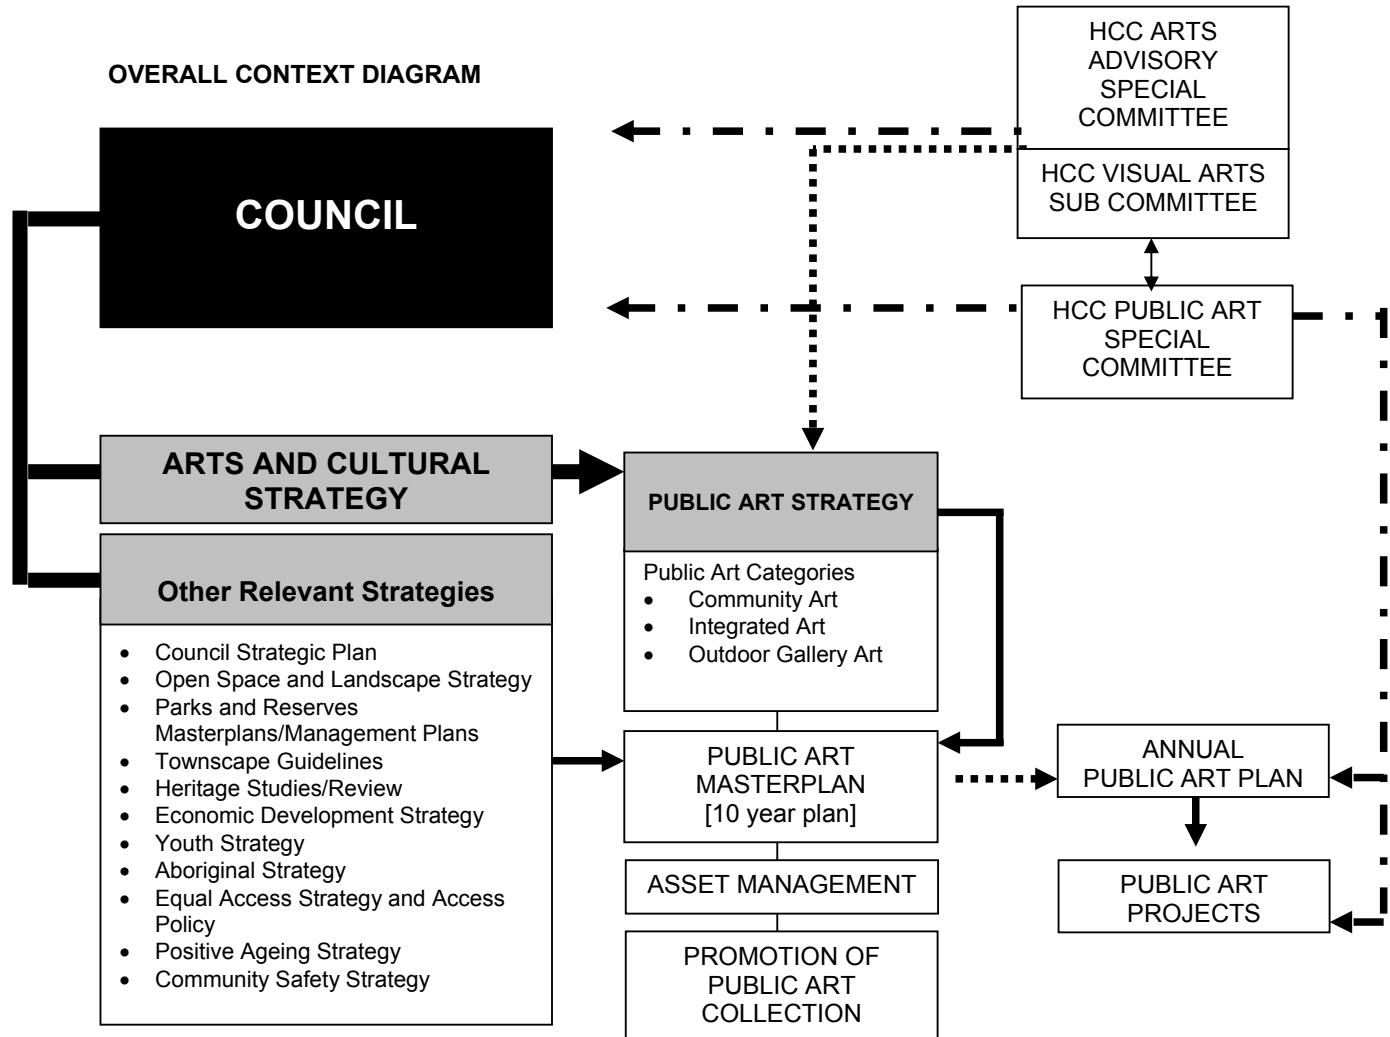 OVERALL CONTEXT DIAGRAM
HCC ARTS
ADVISORY
SPECIAL
COMMITTEE
HCC VISUAL ARTS
SUB COMMITTEE
COUNCIL
HCC PUBLIC ART
SPECIAL
COMMITTEE
ARTS AND CULTURAL
STRATEGY
PUBLIC ART STRATEGY
Public Art Categories
• Community Art
• Integrated Art
• Outdoor Gallery Art
Other Relevant Strategies
• Council Strategic Plan
• Open Space and Landscape Strategy
• Parks and Reserves
Masterplans/Management Plans
• Townscape Guidelines
• Heritage Studies/Review
• Economic Development Strategy
• Youth Strategy
• Aboriginal Strategy
• Equal Access Strategy and Access
Policy
• Positive Ageing Strategy
• Community Safety Strategy
PUBLIC ART
MASTERPLAN
[10 year plan]
ANNUAL
PUBLIC ART PLAN
ASSET MANAGEMENT
PUBLIC ART
PROJECTS
PROMOTION OF
PUBLIC ART
COLLECTION